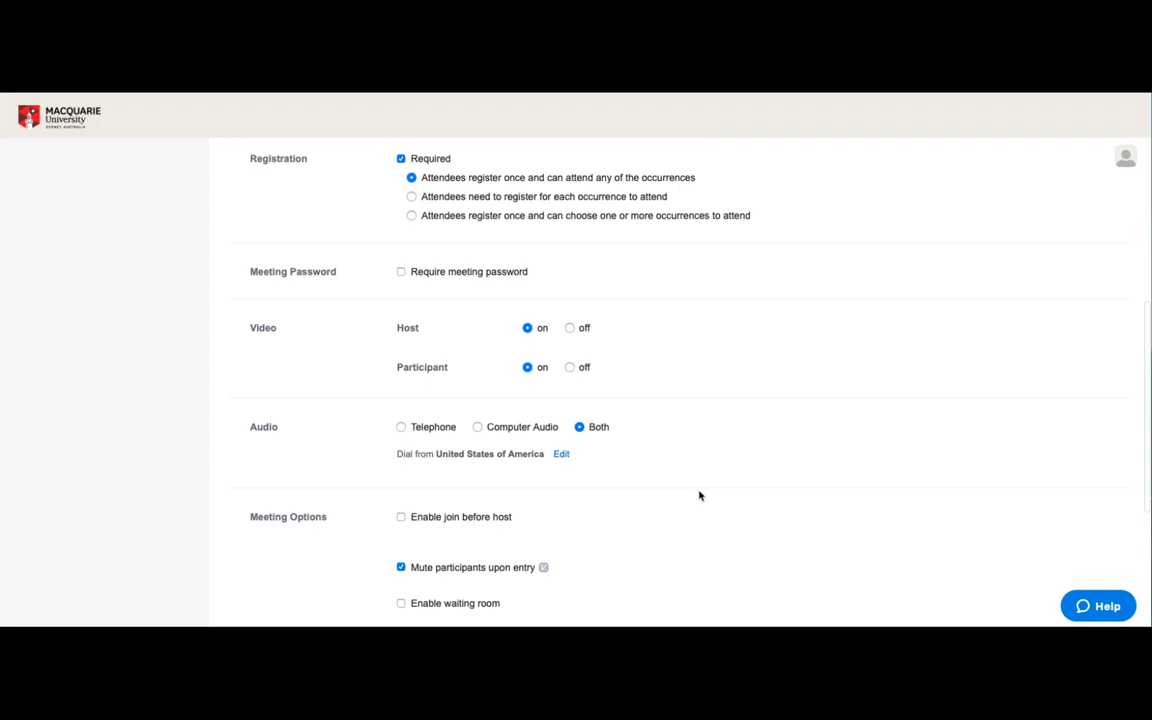 MACQUARIE
University
SYDNEY·AUSTRALIA
Registration
Required
Attendees register once and can attend any of the occurrences
Attendees need to register for each occurrence to attend
Attendees register once and can choose one or more occurrences to attend
Meeting Password
Require meeting password
Video
Host on off
Participant on off
Audio
Telephone Computer Audio Both
Dial from United States of America Edit
Meeting Options
Enable join before host
Mute participants upon entry
Enable waiting room
Help